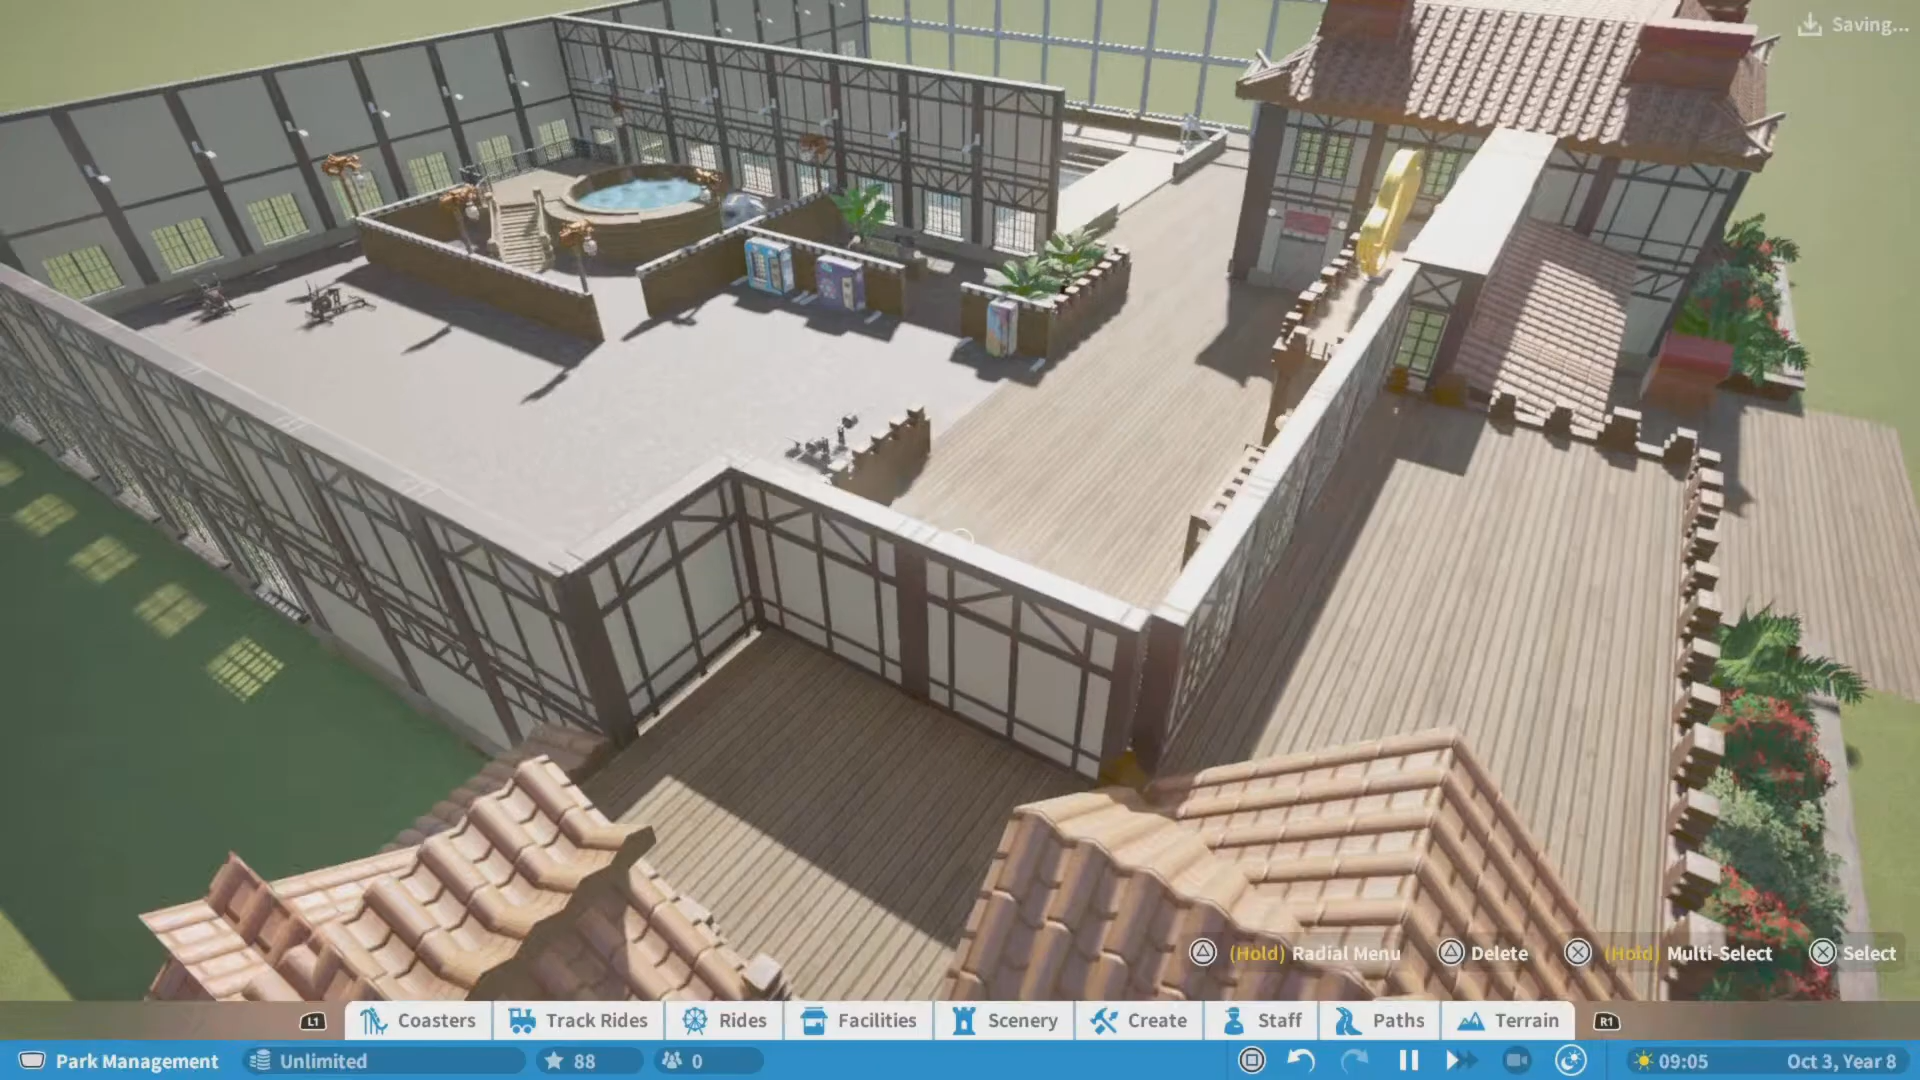 Saving...
(Hold) Radial Menu Delete (Hold) Multi-Select Select
L1 Coasters Track Rides Rides Facilities Scenery Create Staff Paths Terrain R1
Park Management Unlimited 88 0 09:05 Oct 3, Year 8